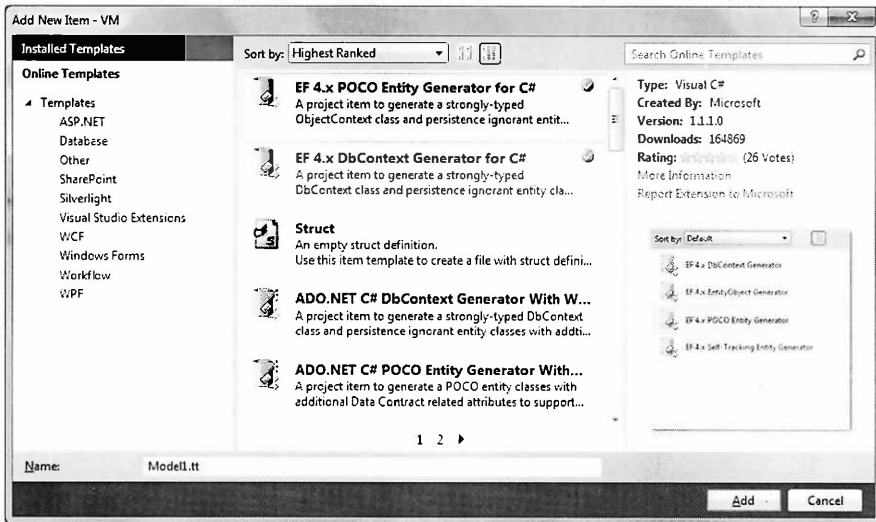 Add New Item - VM
Installed Templates
Online Templates
Templates
ASP.NET
Database
Other
SharePoint
Silverlight
Visual Studio Extensions
WCF
Windows Forms
Workflow
WPF
Sort by: Highest Ranked
EF 4.x POCO Entity Generator for C#
A project item to generate a strongly-typed
ObjectContext class and persistence ignorant entit...
EF 4.x DbContext Generator for C#
A project item to generate a strongly-typed
DbContext class and persistence ignorant entity cla...
Struct
An empty struct definition.
Use this item template to create a file with struct defini...
ADO.NET C# DbContext Generator With W...
A project item to generate a strongly-typed DbContext
class and persistence ignorant entity classes with addti...
ADO.NET C# POCO Entity Generator With...
A project item to generate a POCO entity classes with
additional Data Contract related attributes to support...
1 2
Search Online Templates
Type: Visual C#
Created By: Microsoft
Version: 1.1.1.0
Downloads: 164869
Rating: (26 Votes)
More Information
Report Extension to Microsoft
Sort by: Default
EF 4.x DbContext Generator
EF 4.x EntityObject Generator
EF 4.x POCO Entity Generator
EF 4.x Self-Tracking Entity Generator
Name: Model1.tt
Add
Cancel